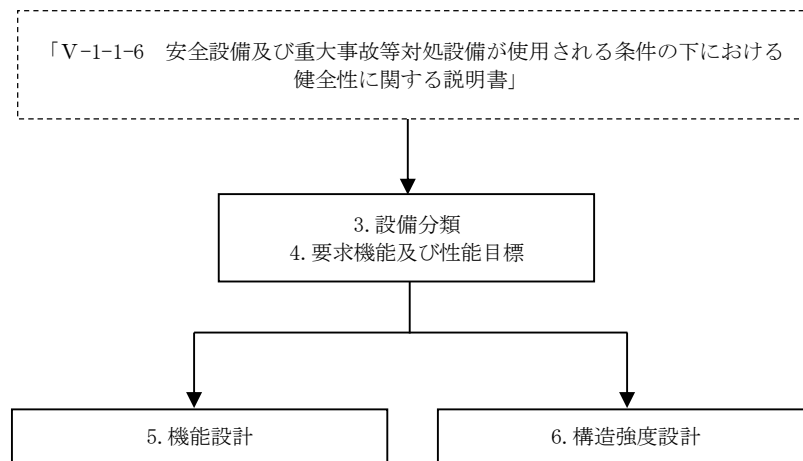 「Ⅴ-1-1-6　安全設備及び重大事故等対処設備が使用される条件の下における
健全性に関する説明書」
3.設備分類
4.要求機能及び性能目標
5.機能設計
6.構造強度設計